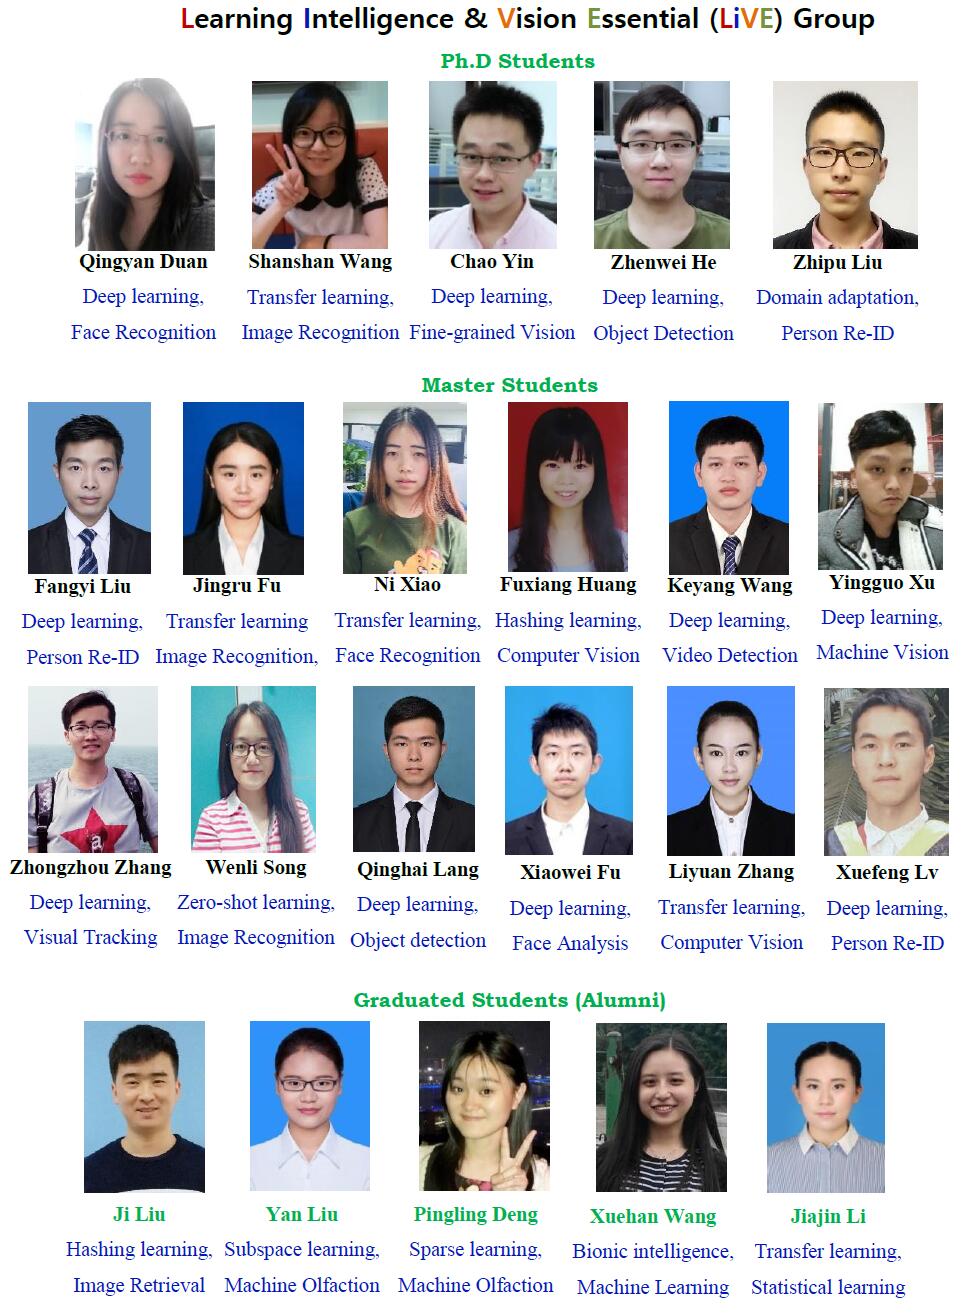 Learning Intelligence & Vision Essential (LiVE) Group
Ph.D Students
Qingyan Duan Shanshan Wang Chao Yin Zhenwei He Zhipu Liu
Deep learning, Transfer learning, Deep learning, Deep learning, Domain adaptation,
Face Recognition Image Recognition Fine-grained Vision Object Detection Person Re-ID
Master Students
Fangyi Liu Jingru Fu Ni Xiao Fuxiang Huang Keyang Wang Yingguo Xu
Deep learning, Transfer learning Transfer learning, Hashing learning, Deep learning, Deep learning,
Person Re-ID Image Recognition, Face Recognition Computer Vision Video Detection Machine Vision
Zhongzhou Zhang Wenli Song Qinghai Lang Xiaowei Fu Liyuan Zhang Xuefeng Lv
Deep learning, Zero-shot learning, Deep learning, Deep learning, Transfer learning, Deep learning,
Visual Tracking Image Recognition Object detection Face Analysis Computer Vision Person Re-ID
Graduated Students (Alumni)
Ji Liu Yan Liu Pingling Deng Xuehan Wang Jiajin Li
Hashing learning, Subspace learning, Sparse learning, Bionic intelligence, Transfer learning,
Image Retrieval Machine Olfaction Machine Olfaction Machine Learning Statistical learning